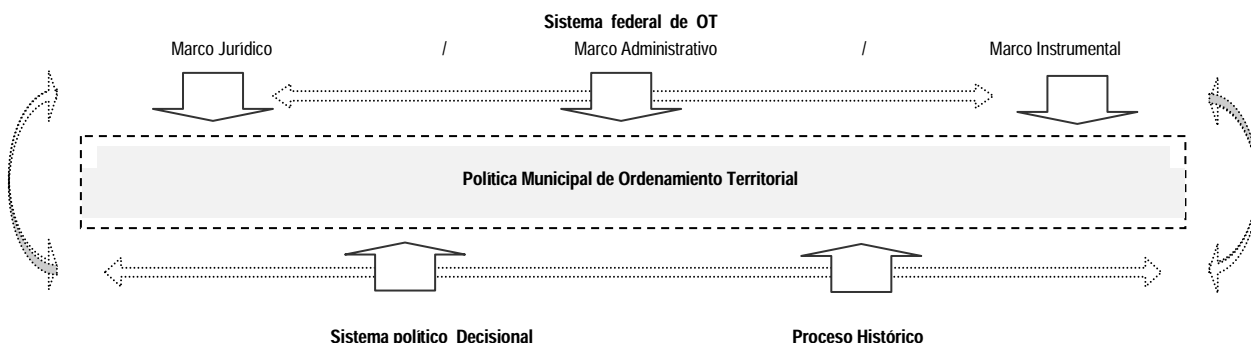 Sistema federal de OT
Marco Jurídico / Marco Administrativo / Marco Instrumental
Política Municipal de Ordenamiento Territorial
Sistema político Decisional Proceso Histórico